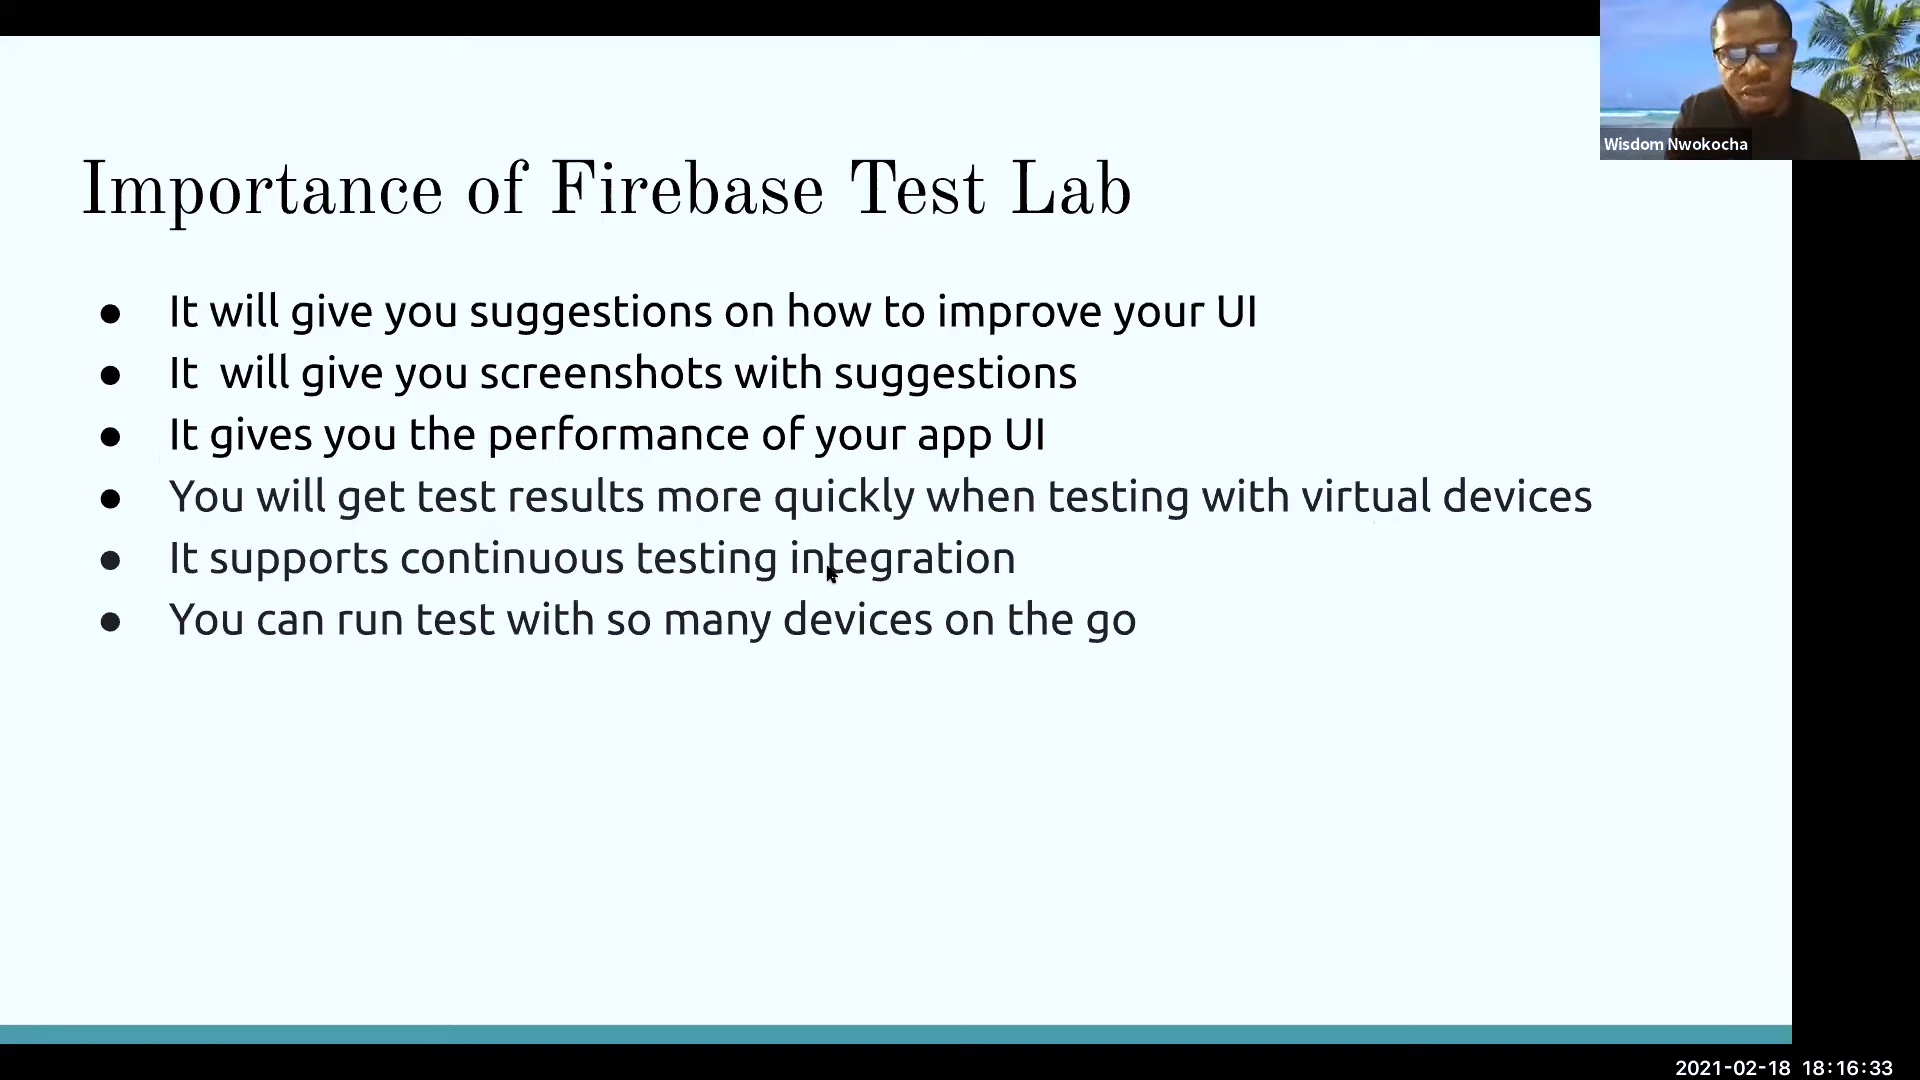 Wisdom Nwokocha
Importance of Firebase Test Lab
● It will give you suggestions on how to improve your UI
● It  will give you screenshots with suggestions
● It gives you the performance of your app UI
● You will get test results more quickly when testing with virtual devices
● It supports continuous testing integration
● You can run test with so many devices on the go
2021-02-18 18:16:33